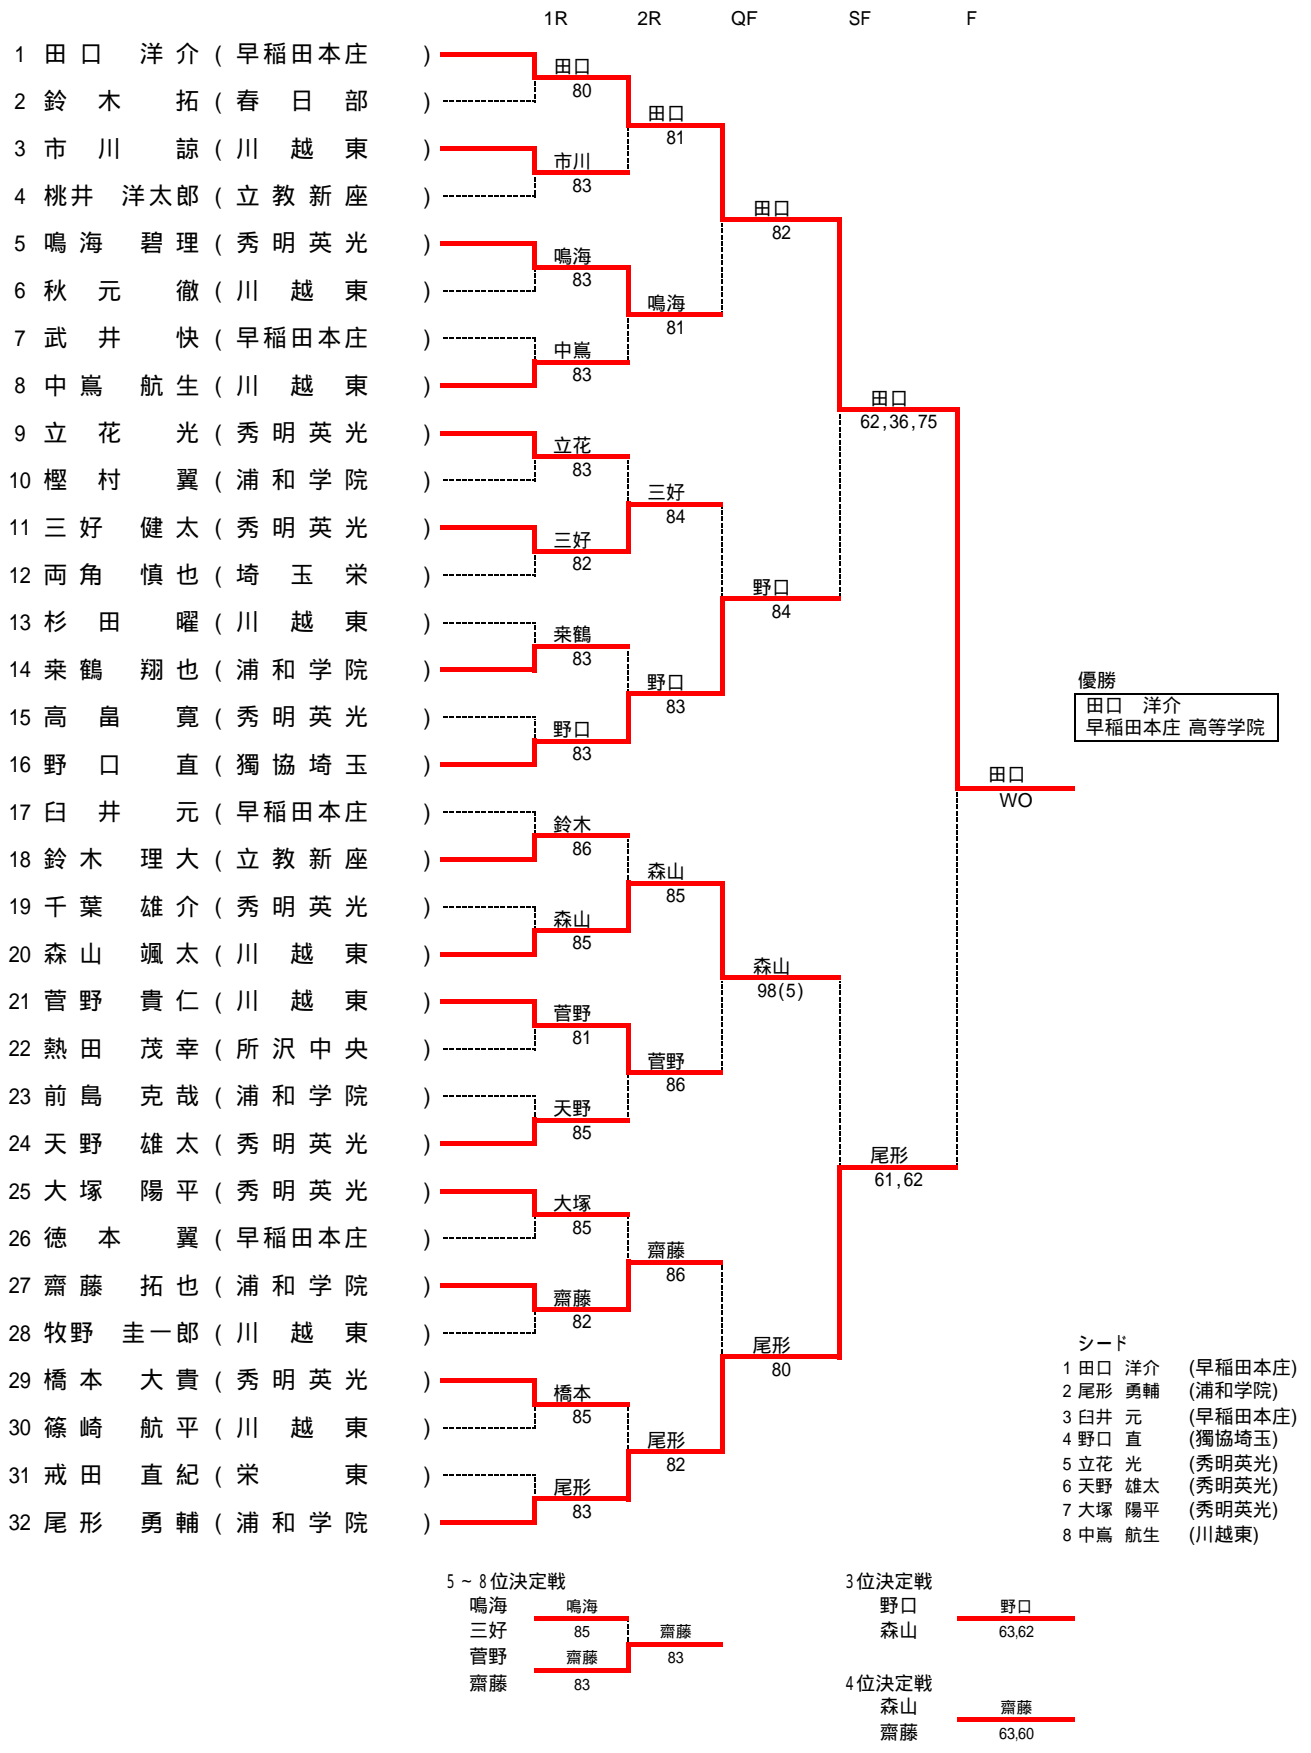 1R 2R QF SF F
1 田口 洋介 ( 早稲田本庄 )
田口
80
2 鈴木 拓 ( 春日部 )
田口
81
3 市川 諒 ( 川越東 )
市川
83
4 桃井 洋太郎 ( 立教新座 )
田口
82
5 鳴海 碧理 ( 秀明英光 )
鳴海
83
6 秋元 徹 ( 川越東 )
鳴海
81
7 武井 快 ( 早稲田本庄 )
中嶌
83
8 中嶌 航生 ( 川越東 )
田口
62,36,75
9 立花 光 ( 秀明英光 )
立花
83
10 樫村 翼 ( 浦和学院 )
三好
84
11 三好 健太 ( 秀明英光 )
三好
82
12 両角 慎也 ( 埼玉栄 )
野口
84
13 杉田 曜 ( 川越東 )
来鶴
83
14 来鶴 翔也 ( 浦和学院 )
野口
83
15 高畠 寛 ( 秀明英光 )
野口
83
16 野口 直 ( 獨協埼玉 )
優勝
田口 洋介
早稲田本庄 高等学院
田口
WO
17 臼井 元 ( 早稲田本庄 )
鈴木
86
18 鈴木 理大 ( 立教新座 )
森山
85
19 千葉 雄介 ( 秀明英光 )
森山
85
20 森山 颯太 ( 川越東 )
森山
98(5)
21 菅野 貴仁 ( 川越東 )
菅野
81
22 熱田 茂幸 ( 所沢中央 )
菅野
86
23 前島 克哉 ( 浦和学院 )
天野
85
24 天野 雄太 ( 秀明英光 )
尾形
61,62
25 大塚 陽平 ( 秀明英光 )
大塚
85
26 徳本 翼 ( 早稲田本庄 )
齋藤
86
27 齋藤 拓也 ( 浦和学院 )
齋藤
82
28 牧野 圭一郎 ( 川越東 )
尾形
80
29 橋本 大貴 ( 秀明英光 )
橋本
85
30 篠崎 航平 ( 川越東 )
尾形
82
31 戒田 直紀 ( 栄東 )
尾形
83
32 尾形 勇輔 ( 浦和学院 )
シード
1 田口 洋介 (早稲田本庄)
2 尾形 勇輔 (浦和学院)
3 臼井 元 (早稲田本庄)
4 野口 直 (獨協埼玉)
5 立花 光 (秀明英光)
6 天野 雄太 (秀明英光)
7 大塚 陽平 (秀明英光)
8 中嶌 航生 (川越東)
5～8位決定戦
鳴海 鳴海
三好 85 齋藤
菅野 齋藤 83
齋藤 83
3位決定戦
野口 野口
森山 63,62
4位決定戦
森山 齋藤
齋藤 63,60